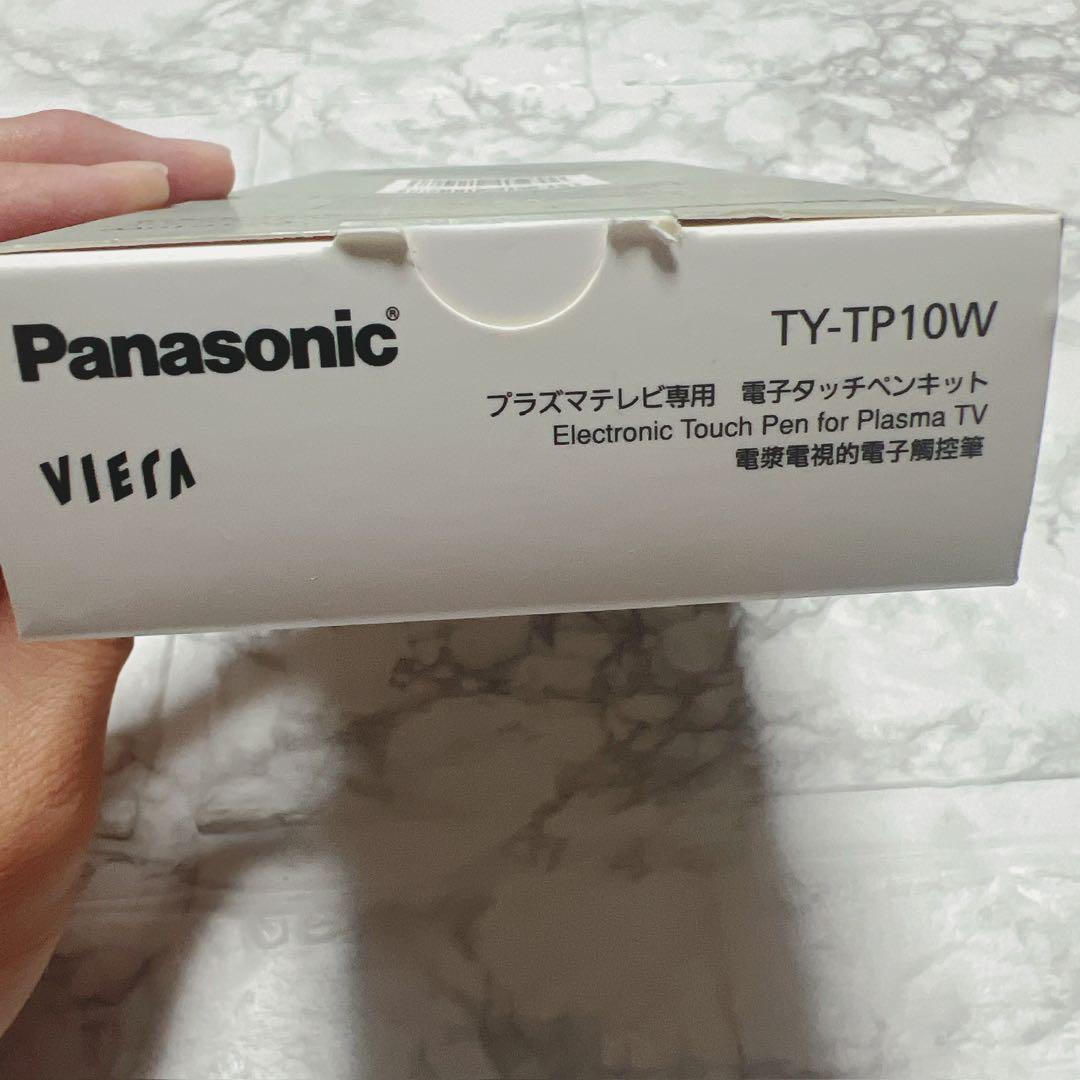 Panasonic®
VIErA
TY-TP10W
プラズマテレビ専用 電子タッチペンキット
Electronic Touch Pen for Plasma TV
電漿電視的電子觸控筆